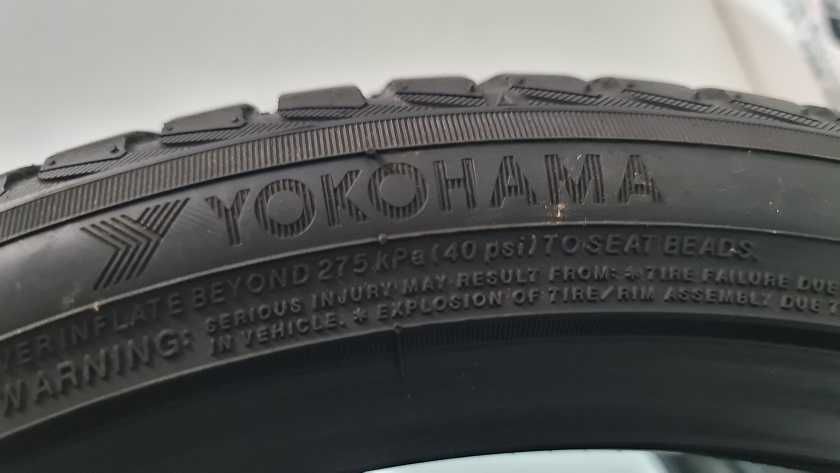 YOKOHAMA
VERINFLATE BEYOND 275 kPa (40 psi) TO SEAT BEADS.
WARNING: SERIOUS INJURY MAY RESULT FROM: * TIRE FAILURE DUE
IN VEHICLE. * EXPLOSION OF TIRE/RIM ASSEMBLY DUE